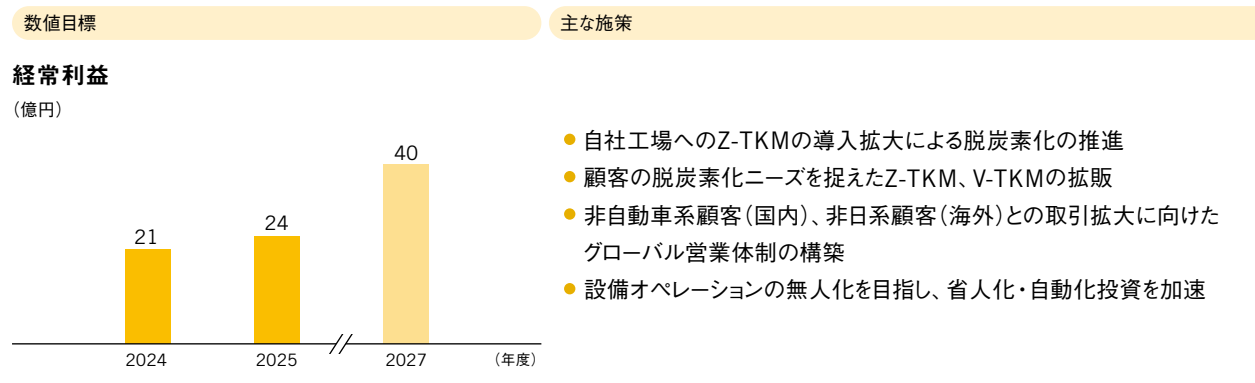 数値目標
主な施策
経常利益
（億円）
21
24
40
2024
2025
2027
（年度）
●自社工場へのZ-TKMの導入拡大による脱炭素化の推進
●顧客の脱炭素化ニーズを捉えたZ-TKM、V-TKMの拡販
●非自動車系顧客（国内）、非日系顧客（海外）との取引拡大に向けた
グローバル営業体制の構築
●設備オペレーションの無人化を目指し、省人化・自動化投資を加速